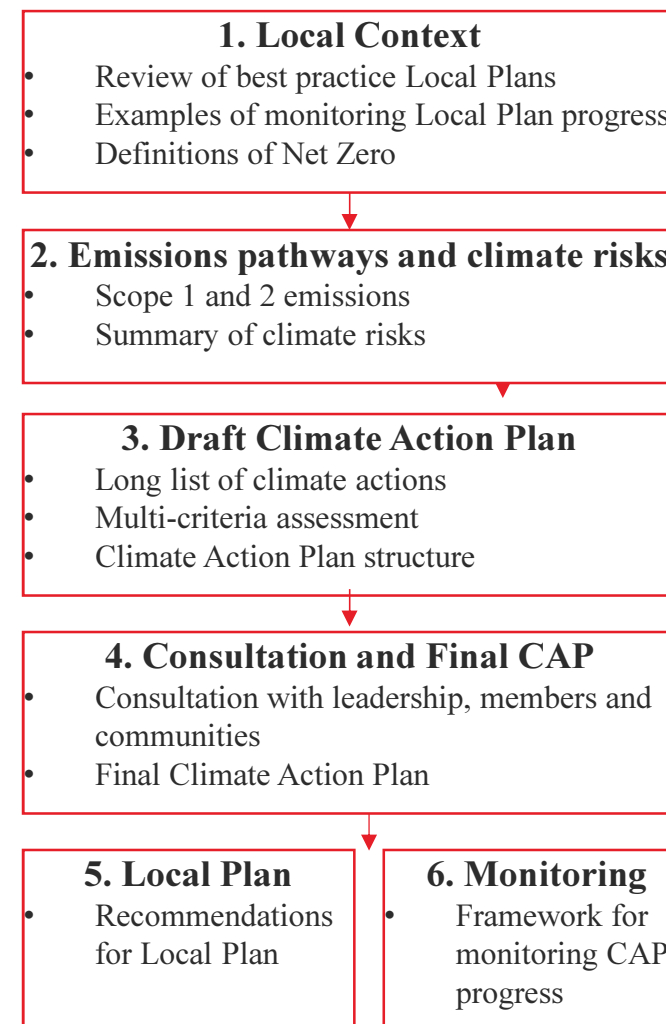 1. Local Context
• Review of best practice Local Plans
• Examples of monitoring Local Plan progress
• Definitions of Net Zero
2. Emissions pathways and climate risks
• Scope 1 and 2 emissions
• Summary of climate risks
3. Draft Climate Action Plan
• Long list of climate actions
• Multi-criteria assessment
• Climate Action Plan structure
4. Consultation and Final CAP
• Consultation with leadership, members and
communities
• Final Climate Action Plan
5. Local Plan
• Recommendations
for Local Plan
6. Monitoring
• Framework for
monitoring CAP
progress